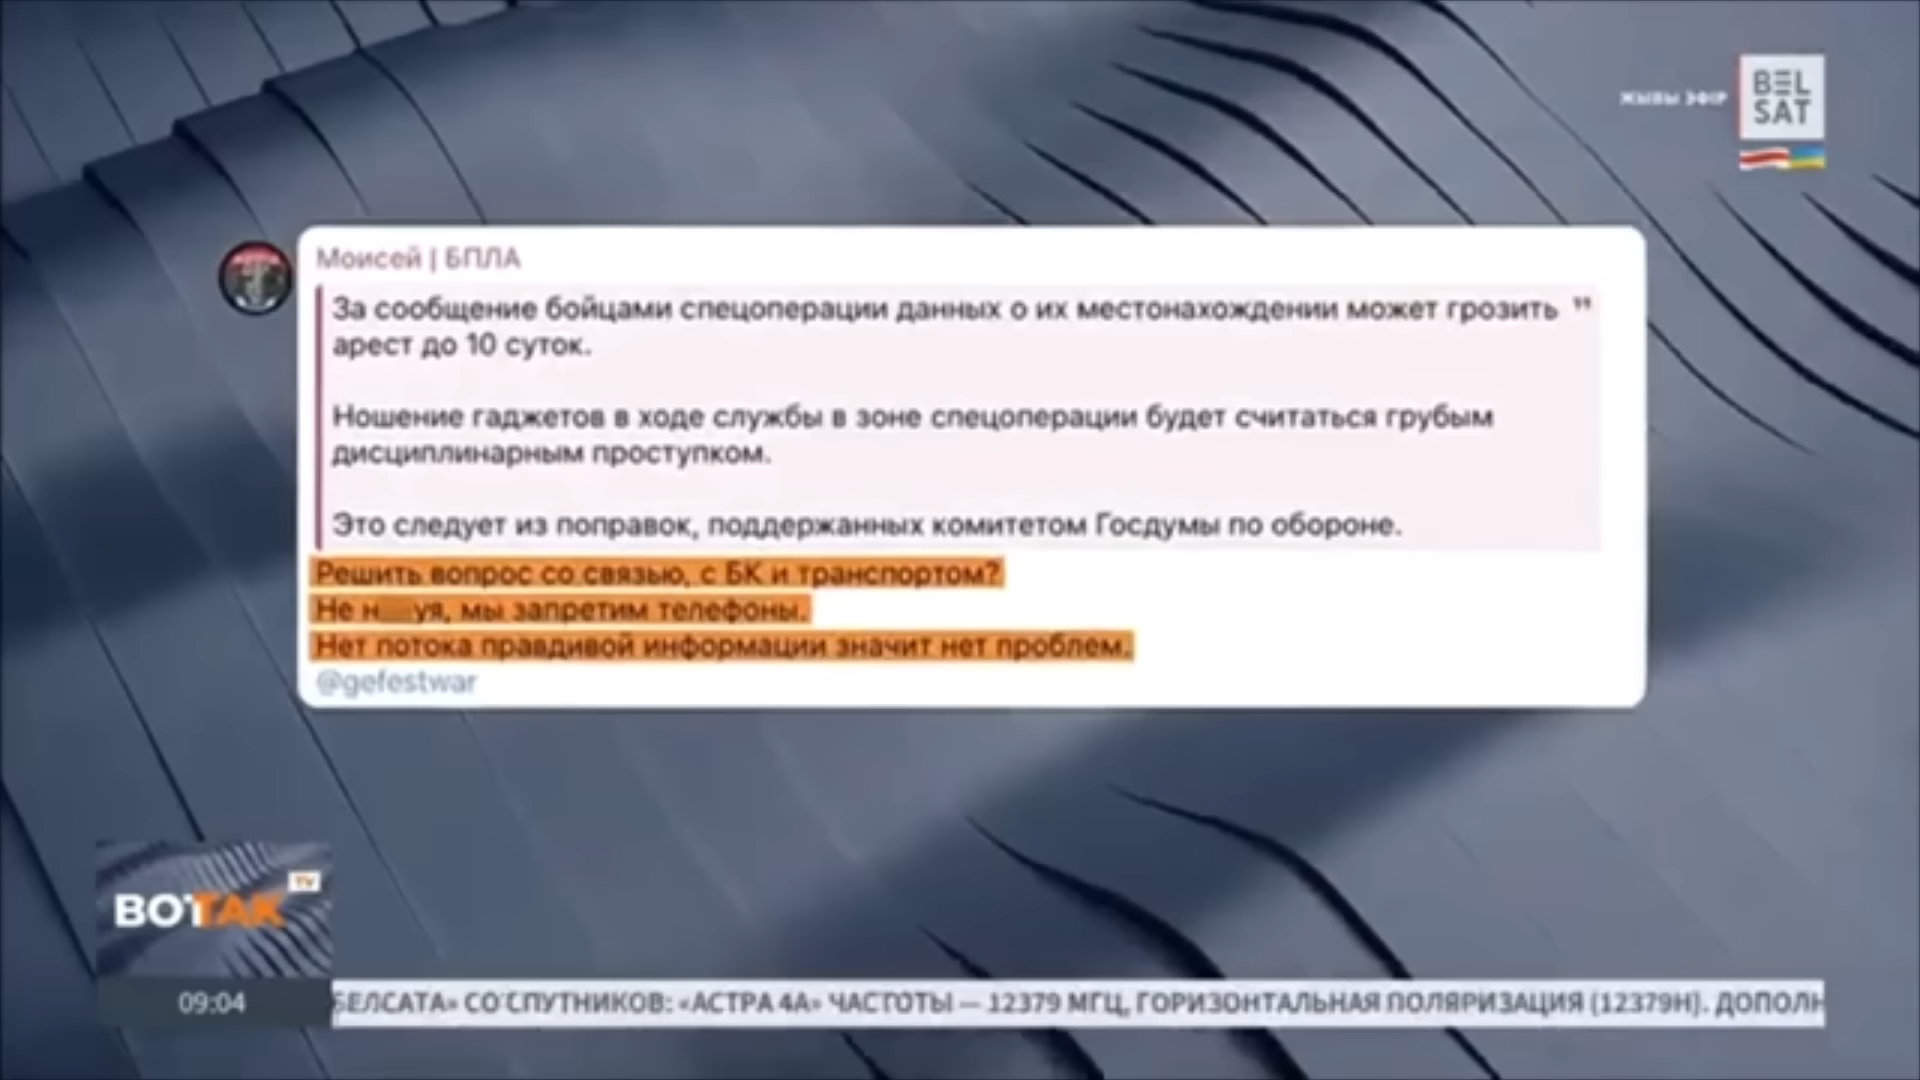 ЖЫВЫ ЭФІР
BEL
SAT
Моисей | БПЛА
За сообщение бойцами спецоперации данных о их местонахождении может грозить "
арест до 10 суток.
Ношение гаджетов в ходе службы в зоне спецоперации будет считаться грубым
дисциплинарным проступком.
Это следует из поправок, поддержанных комитетом Госдумы по обороне.
Решить вопрос со связью, с БК и транспортом?
Не н уя, мы запретим телефоны.
Нет потока правдивой информации значит нет проблем.
@gefestwar
ВОТТАК TV
09:04
БЕЛСАТА» СО СПУТНИКОВ: «АСТРА 4А» ЧАСТОТЫ — 12379 МГЦ, ГОРИЗОНТАЛЬНАЯ ПОЛЯРИЗАЦИЯ (12379H). ДОПОЛН